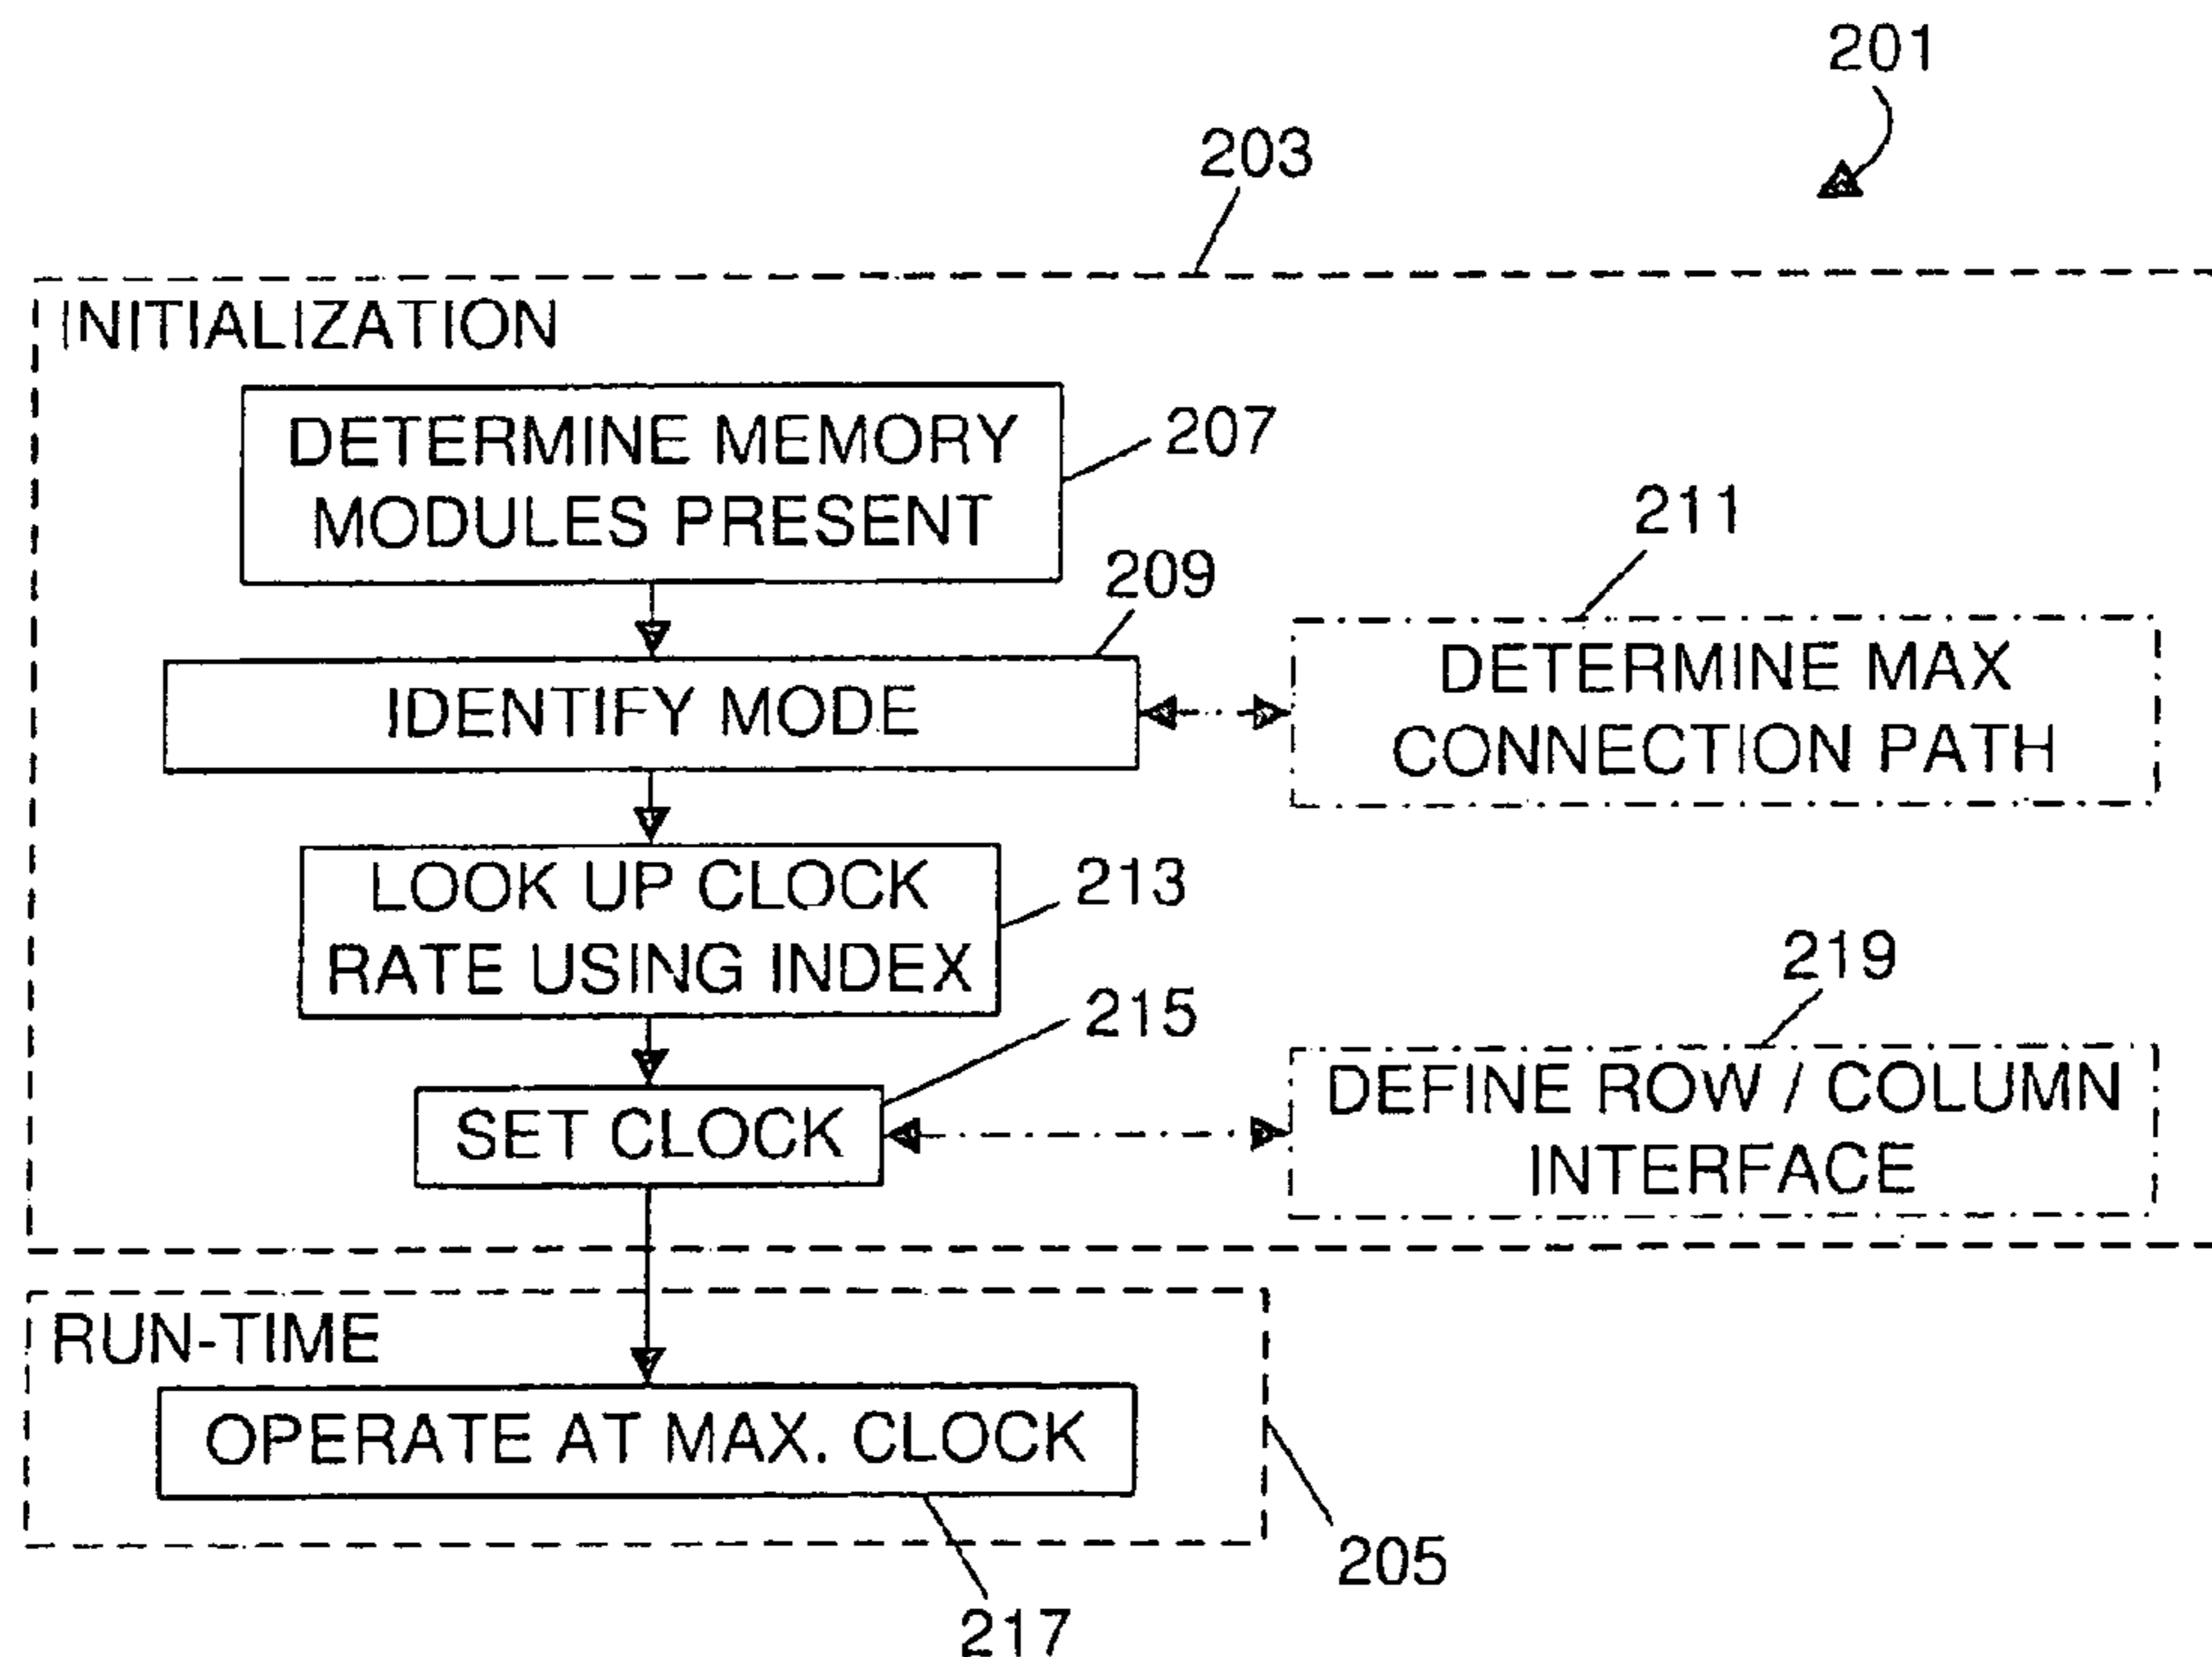 201
203
INITIALIZATION
DETERMINE MEMORY
MODULES PRESENT
207
209
211
IDENTIFY MODE
DETERMINE MAX
CONNECTION PATH
LOOK UP CLOCK
RATE USING INDEX
213
215
219
SET CLOCK
DEFINE ROW / COLUMN
INTERFACE
RUN-TIME
OPERATE AT MAX. CLOCK
205
217